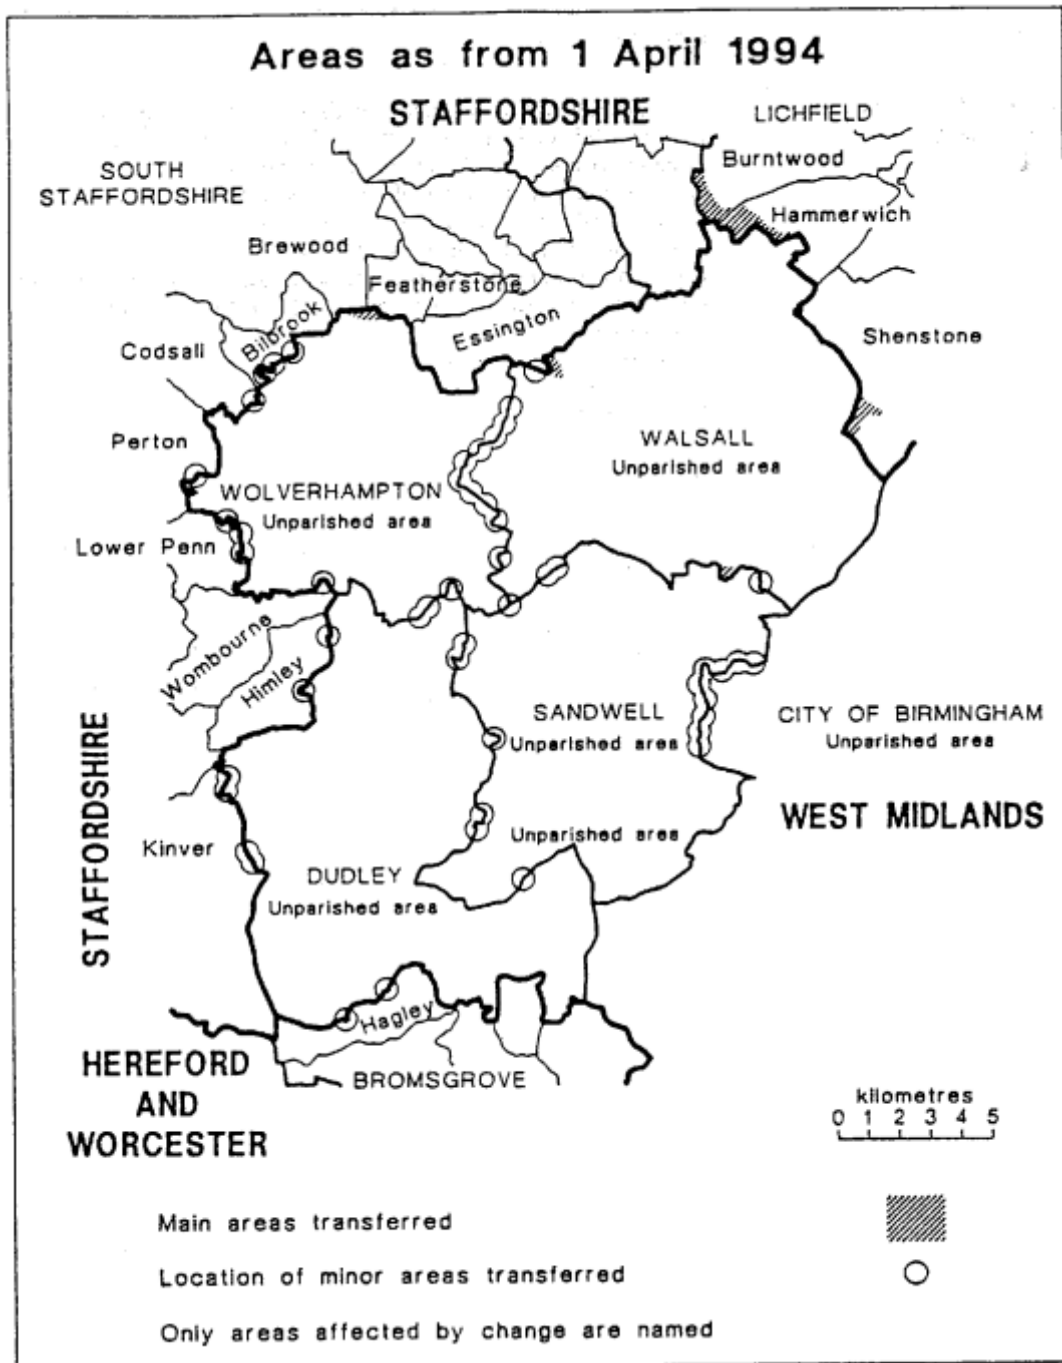 Areas as from 1 April 1994
STAFFORDSHIRE
LICHFIELD
Burntwood
SOUTH
STAFFORDSHIRE
Hammerwich
Brewood
Featherstone
Bilbrook
Essington
Codsall
Shenstone
Perton
WALSALL
Unparished area
WOLVERHAMPTON
Unparished area
Lower Penn
Wombourne
Himley
SANDWELL
Unparished area
CITY OF BIRMINGHAM
Unparished area
STAFFORDSHIRE
WEST MIDLANDS
Unparished area
Kinver
DUDLEY
Unparished area
Hagley
HEREFORD
AND
WORCESTER
BROMSGROVE
kilometres
0 1 2 3 5
Main areas transferred
Location of minor areas transferred
Only areas affected by change are named